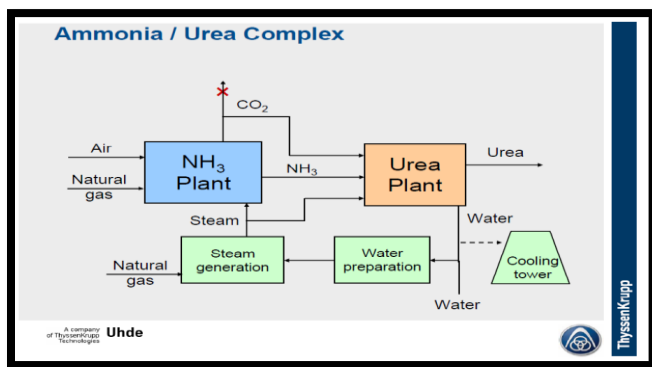 Ammonia / Urea Complex
CO2
Air
Natural
gas
NH3
Plant
NH3
Urea
Plant
Urea
Steam
Water
Natural
gas
Steam
generation
Water
preparation
Cooling
tower
Water
A company
of ThyssenKrupp
Technologies
Uhde
ThyssenKrupp